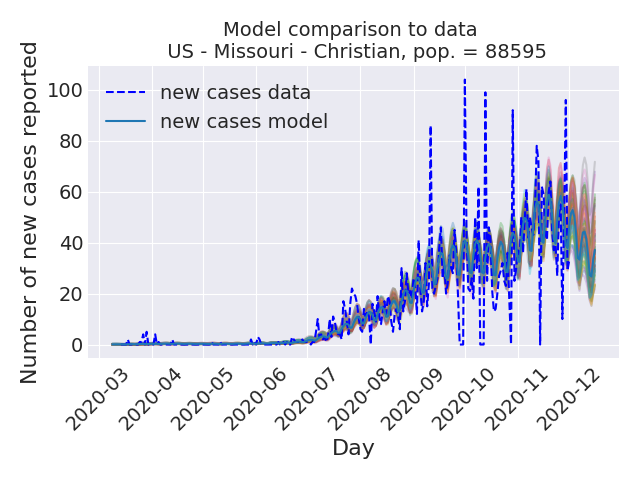 Model comparison to data
US - Missouri - Christian, pop. = 88595
Number of new cases reported
100
80
60
40
20
0
new cases data
new cases model
2020-03
2020-04
2020-05
2020-06
2020-07
2020-08
2020-09
2020-10
2020-11
2020-12
Day